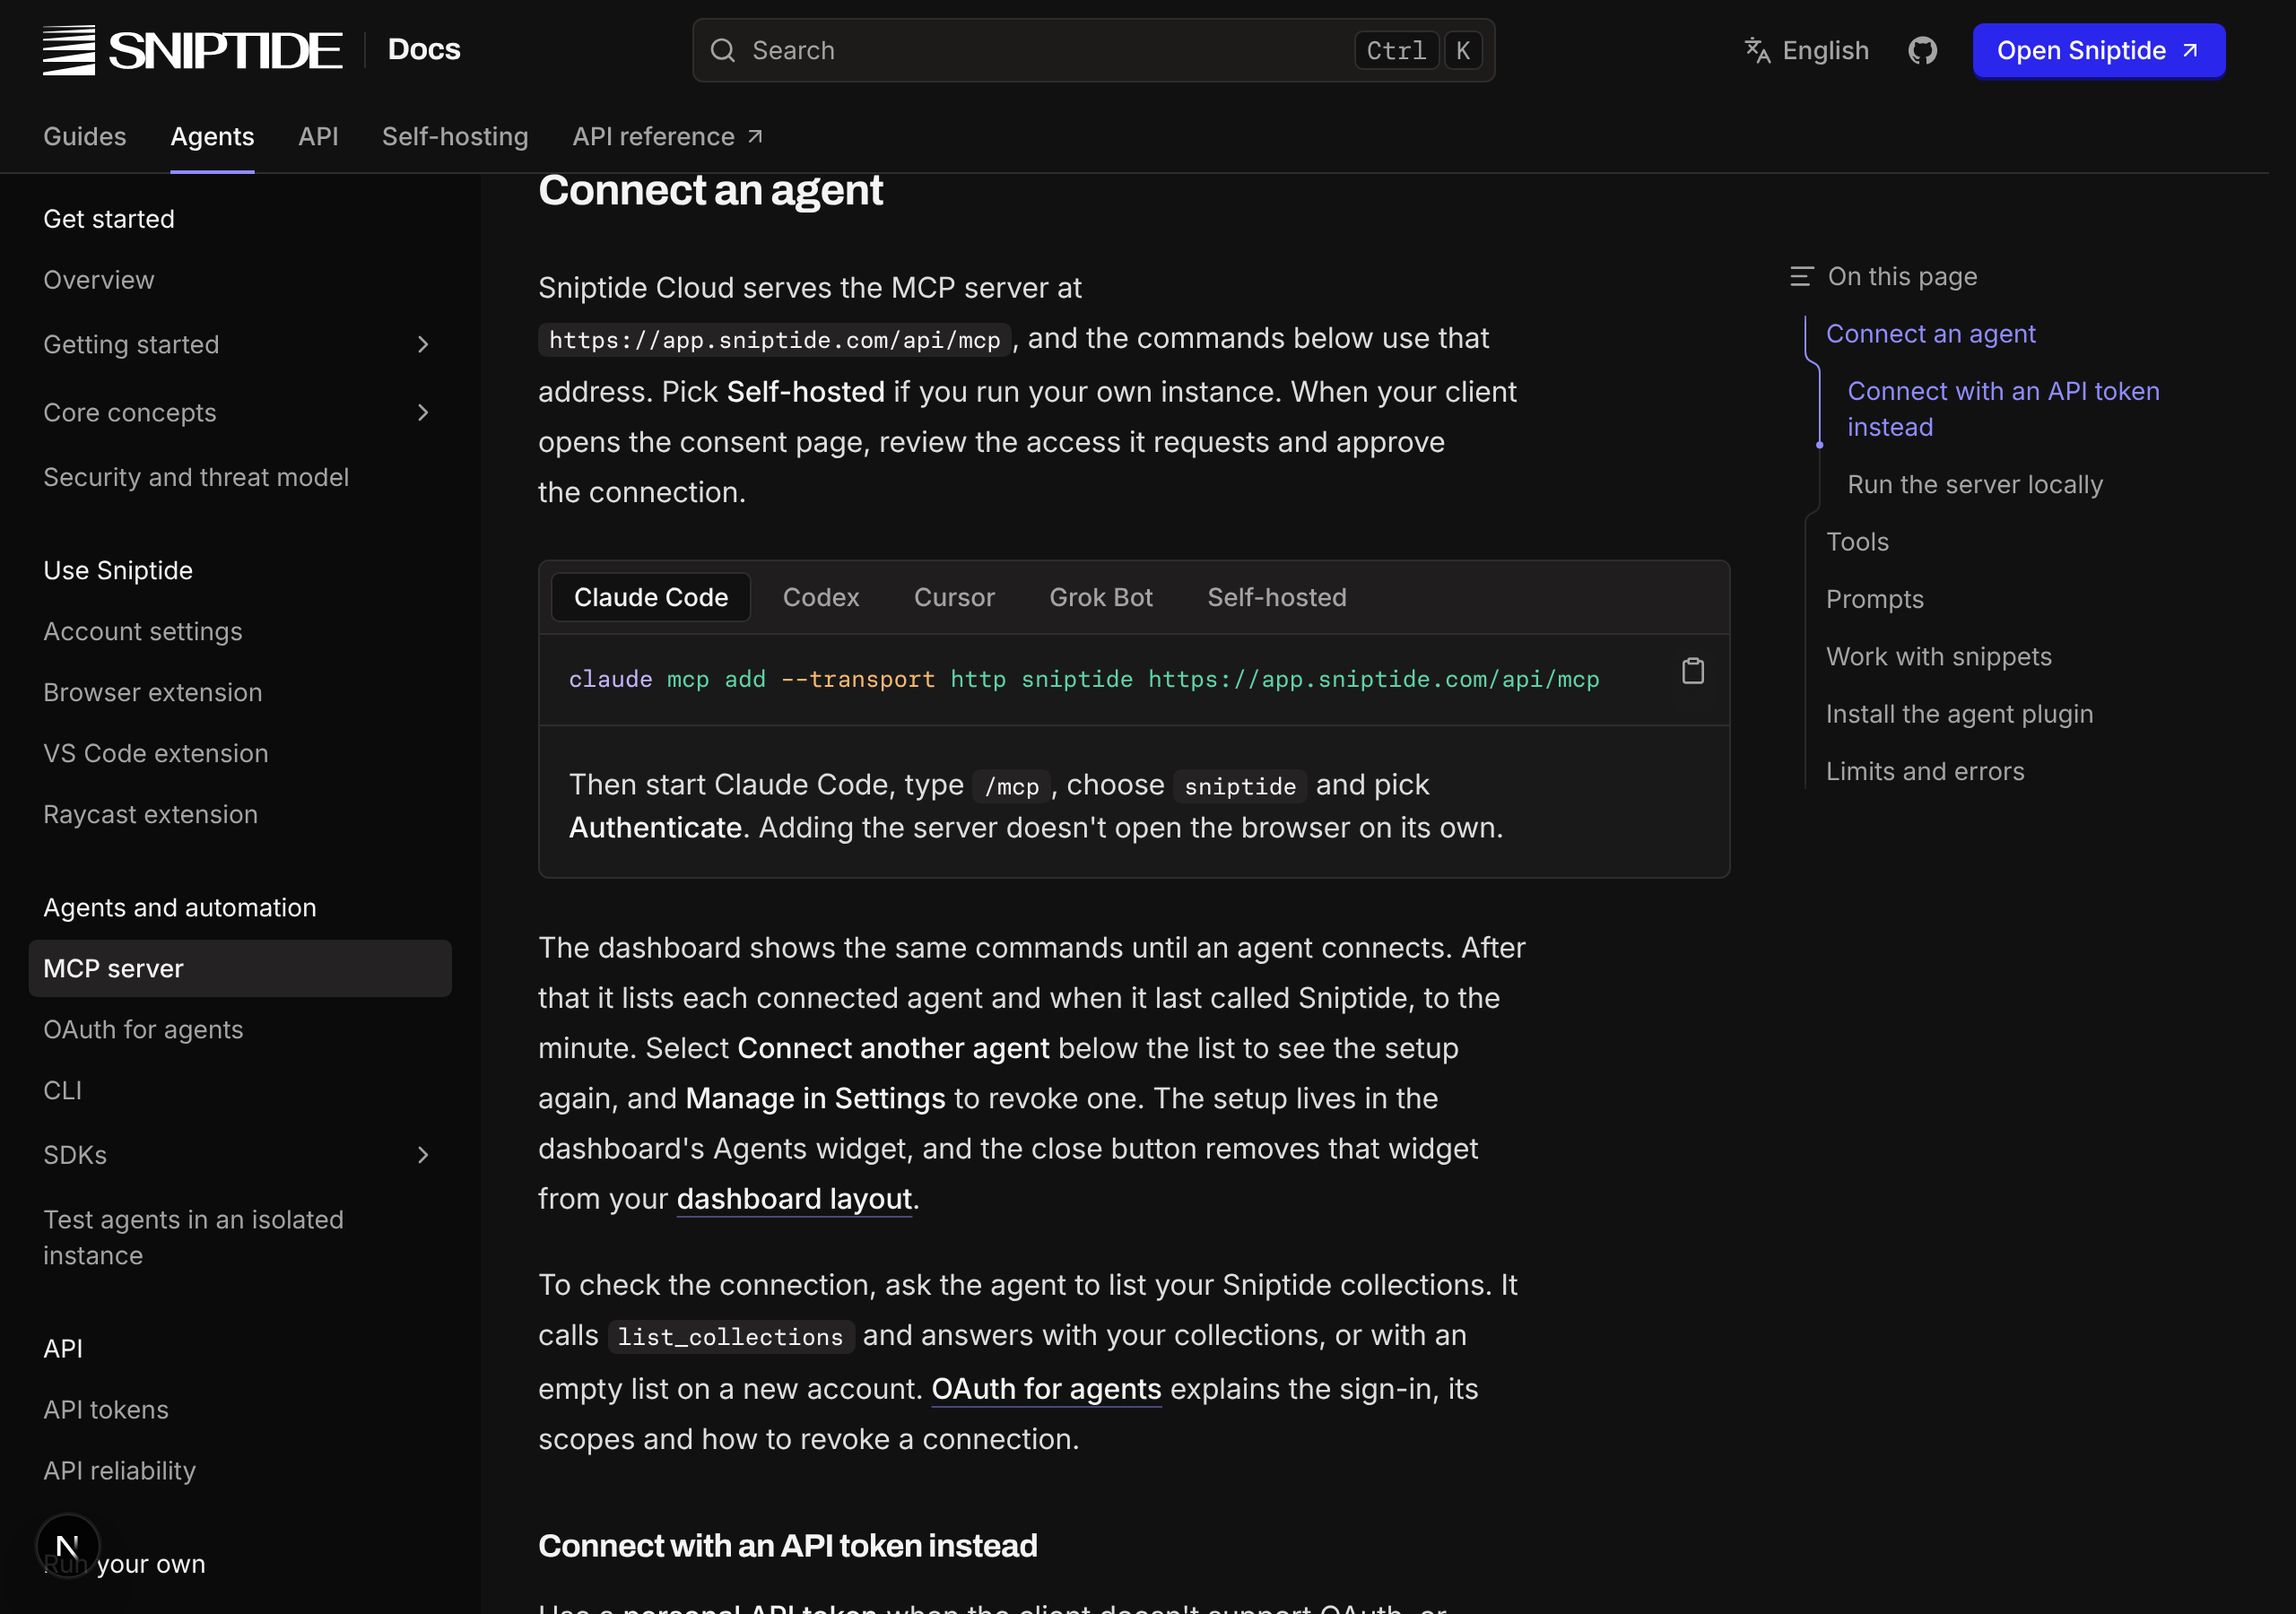 SNIPTIDE Docs
Search Ctrl K
English
Open Sniptide
Guides Agents API Self-hosting API reference
Get started
Overview
Getting started
Core concepts
Security and threat model
Use Sniptide
Account settings
Browser extension
VS Code extension
Raycast extension
Agents and automation
MCP server
OAuth for agents
CLI
SDKs
Test agents in an isolated
instance
API
API tokens
API reliability
N
Run your own
Connect an agent
Sniptide Cloud serves the MCP server at
https://app.sniptide.com/api/mcp, and the commands below use that
address. Pick Self-hosted if you run your own instance. When your client
opens the consent page, review the access it requests and approve
the connection.
Claude Code Codex Cursor Grok Bot Self-hosted
claude mcp add --transport http sniptide https://app.sniptide.com/api/mcp
Then start Claude Code, type /mcp, choose sniptide and pick
Authenticate. Adding the server doesn't open the browser on its own.
The dashboard shows the same commands until an agent connects. After
that it lists each connected agent and when it last called Sniptide, to the
minute. Select Connect another agent below the list to see the setup
again, and Manage in Settings to revoke one. The setup lives in the
dashboard's Agents widget, and the close button removes that widget
from your dashboard layout.
To check the connection, ask the agent to list your Sniptide collections. It
calls list_collections and answers with your collections, or with an
empty list on a new account. OAuth for agents explains the sign-in, its
scopes and how to revoke a connection.
Connect with an API token instead
Use a personal API token when the client doesn't support OAuth, or
On this page
Connect an agent
Connect with an API token
instead
Run the server locally
Tools
Prompts
Work with snippets
Install the agent plugin
Limits and errors